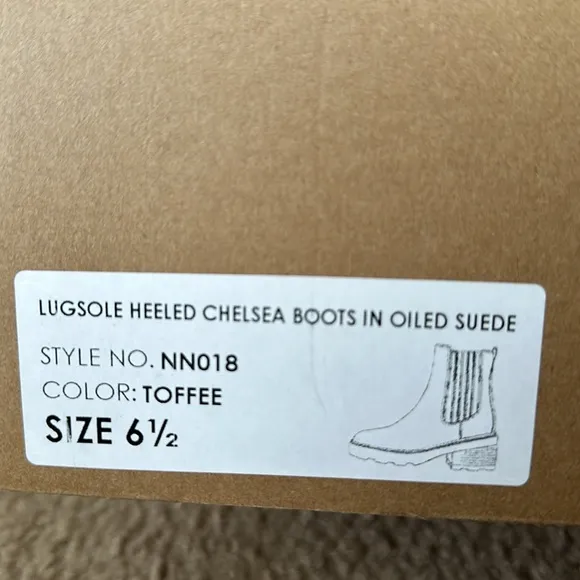 LUGSOLE HEELED CHELSEA BOOTS IN OILED SUEDE
STYLE NO. NN018
COLOR: TOFFEE
SIZE 6½